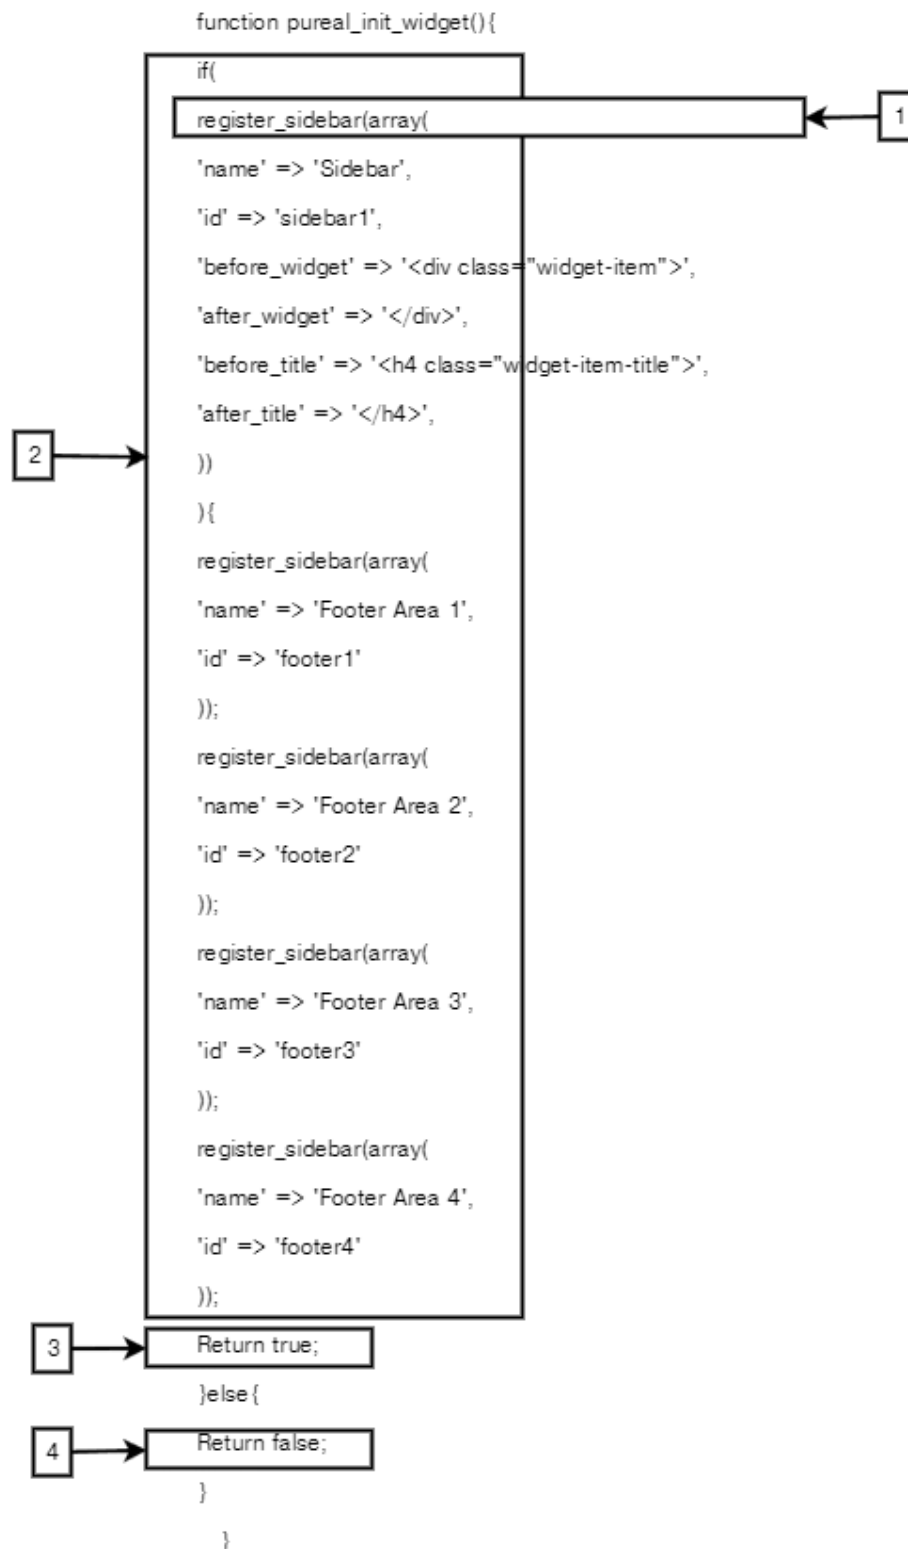 function pureal_init_widget(){
if(
register_sidebar(array(
1
'name' => 'Sidebar',
'id' => 'sidebar1',
'before_widget' => '<div class="widget-item">',
'after_widget' => '</div>',
'before_title' => '<h4 class="widget-item-title">',
'after_title' => '</h4>',
2
))
){
register_sidebar(array(
'name' => 'Footer Area 1',
'id' => 'footer1'
));
register_sidebar(array(
'name' => 'Footer Area 2',
'id' => 'footer2'
));
register_sidebar(array(
'name' => 'Footer Area 3',
'id' => 'footer3'
));
register_sidebar(array(
'name' => 'Footer Area 4',
'id' => 'footer4'
));
3
Return true;
}else{
4
Return false;
}
}